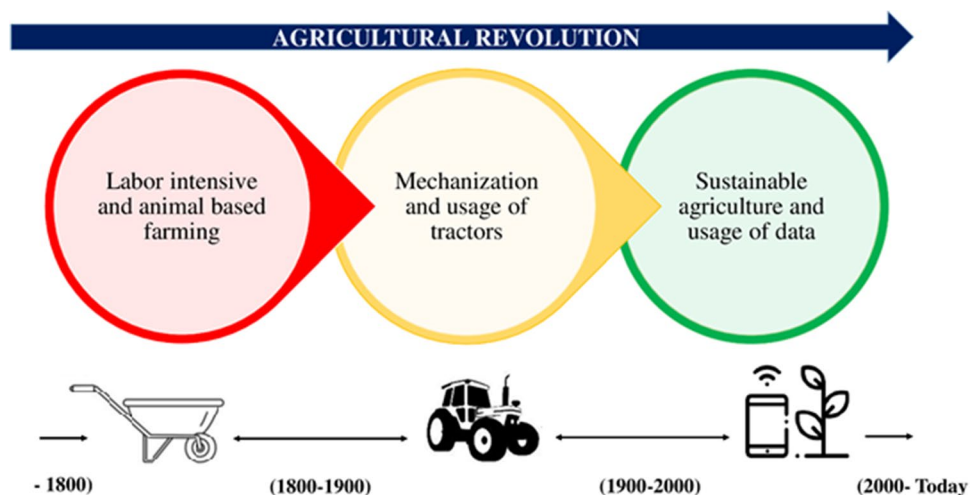 AGRICULTURAL REVOLUTION
Labor intensive
and animal based
farming
Mechanization
and usage of
tractors
Sustainable
agriculture and
usage of data
- 1800)
(1800-1900)
(1900-2000)
(2000- Today